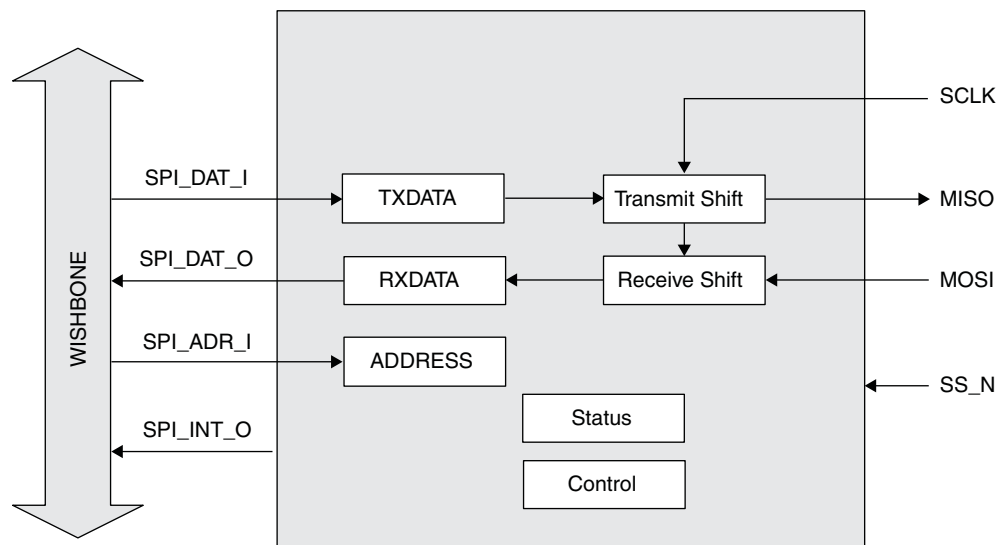 SCLK
SPI_DAT_I
TXDATA
Transmit Shift
MISO
SPI_DAT_O
RXDATA
Receive Shift
MOSI
WISHBONE
SPI_ADR_I
ADDRESS
SS_N
Status
SPI_INT_O
Control